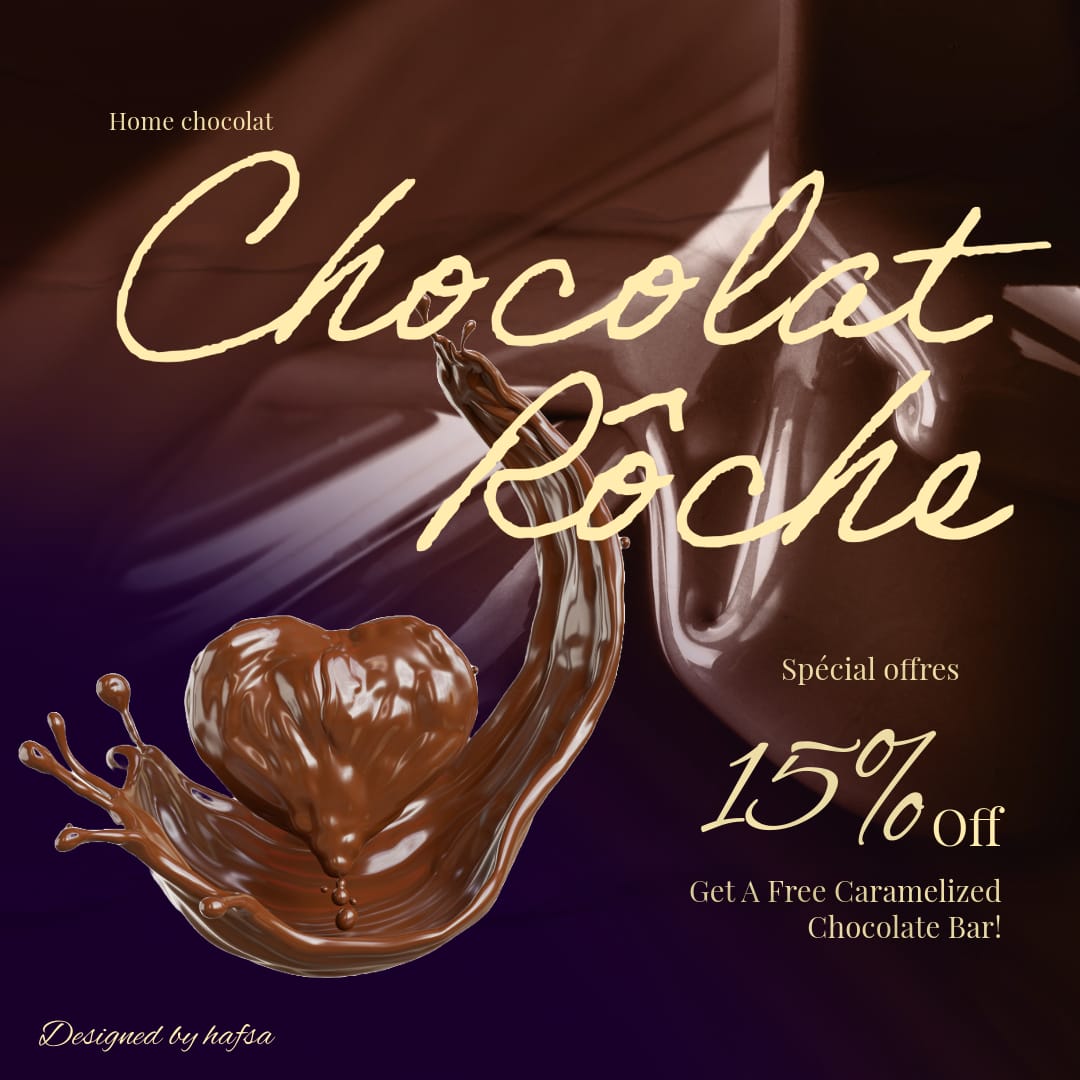 Home chocolat
Chocolat
Rôche
Spécial offres
15% Off
Get A Free Caramelized
Chocolate Bar!
Designed by hafsa